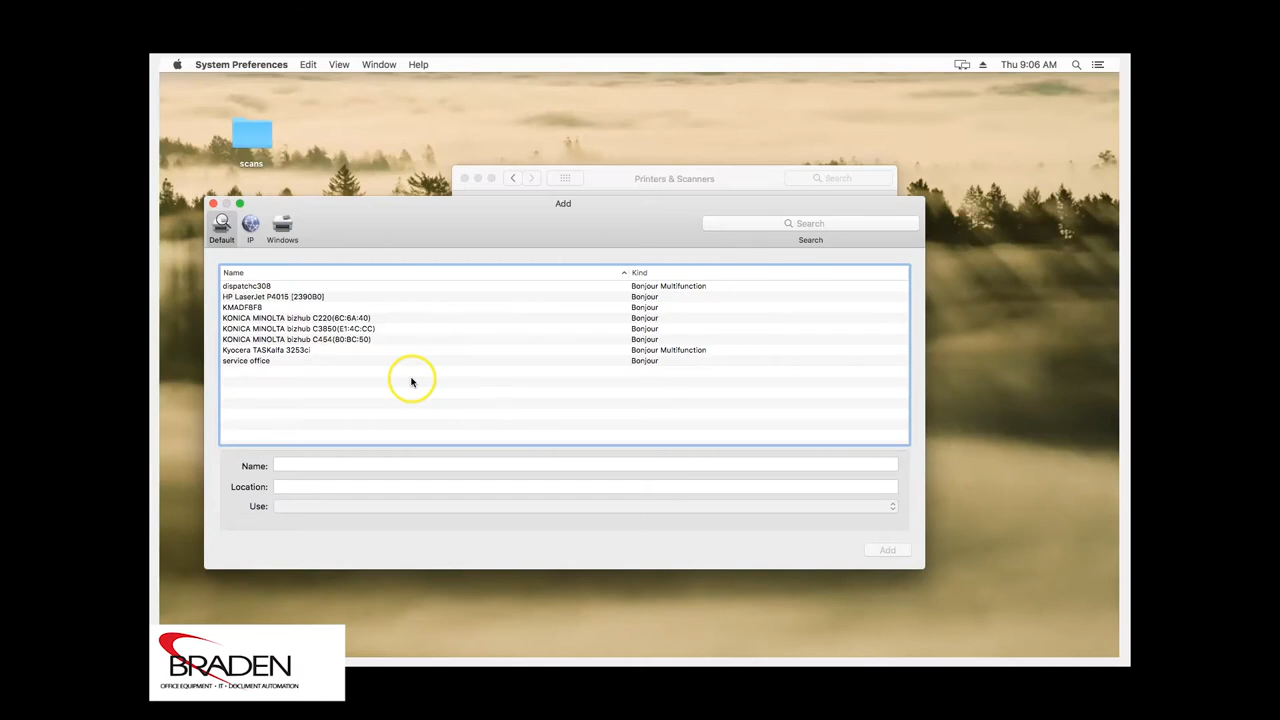 System Preferences Edit View Window Help Thu 9:06 AM
scans
Printers & Scanners Search
Add
Default IP Windows Search
Search
Name Kind
dispatchc308 Bonjour Multifunction
HP LaserJet P4015 [2390B0] Bonjour
KMADF8F8 Bonjour
KONICA MINOLTA bizhub C220(6C:6A:40) Bonjour
KONICA MINOLTA bizhub C3850(E1:4C:CC) Bonjour
KONICA MINOLTA bizhub C454(80:BC:50) Bonjour
Kyocera TASKalfa 3253ci Bonjour Multifunction
service office Bonjour
Name:
Location:
Use:
Add
BRADEN
OFFICE EQUIPMENT • IT • DOCUMENT AUTOMATION